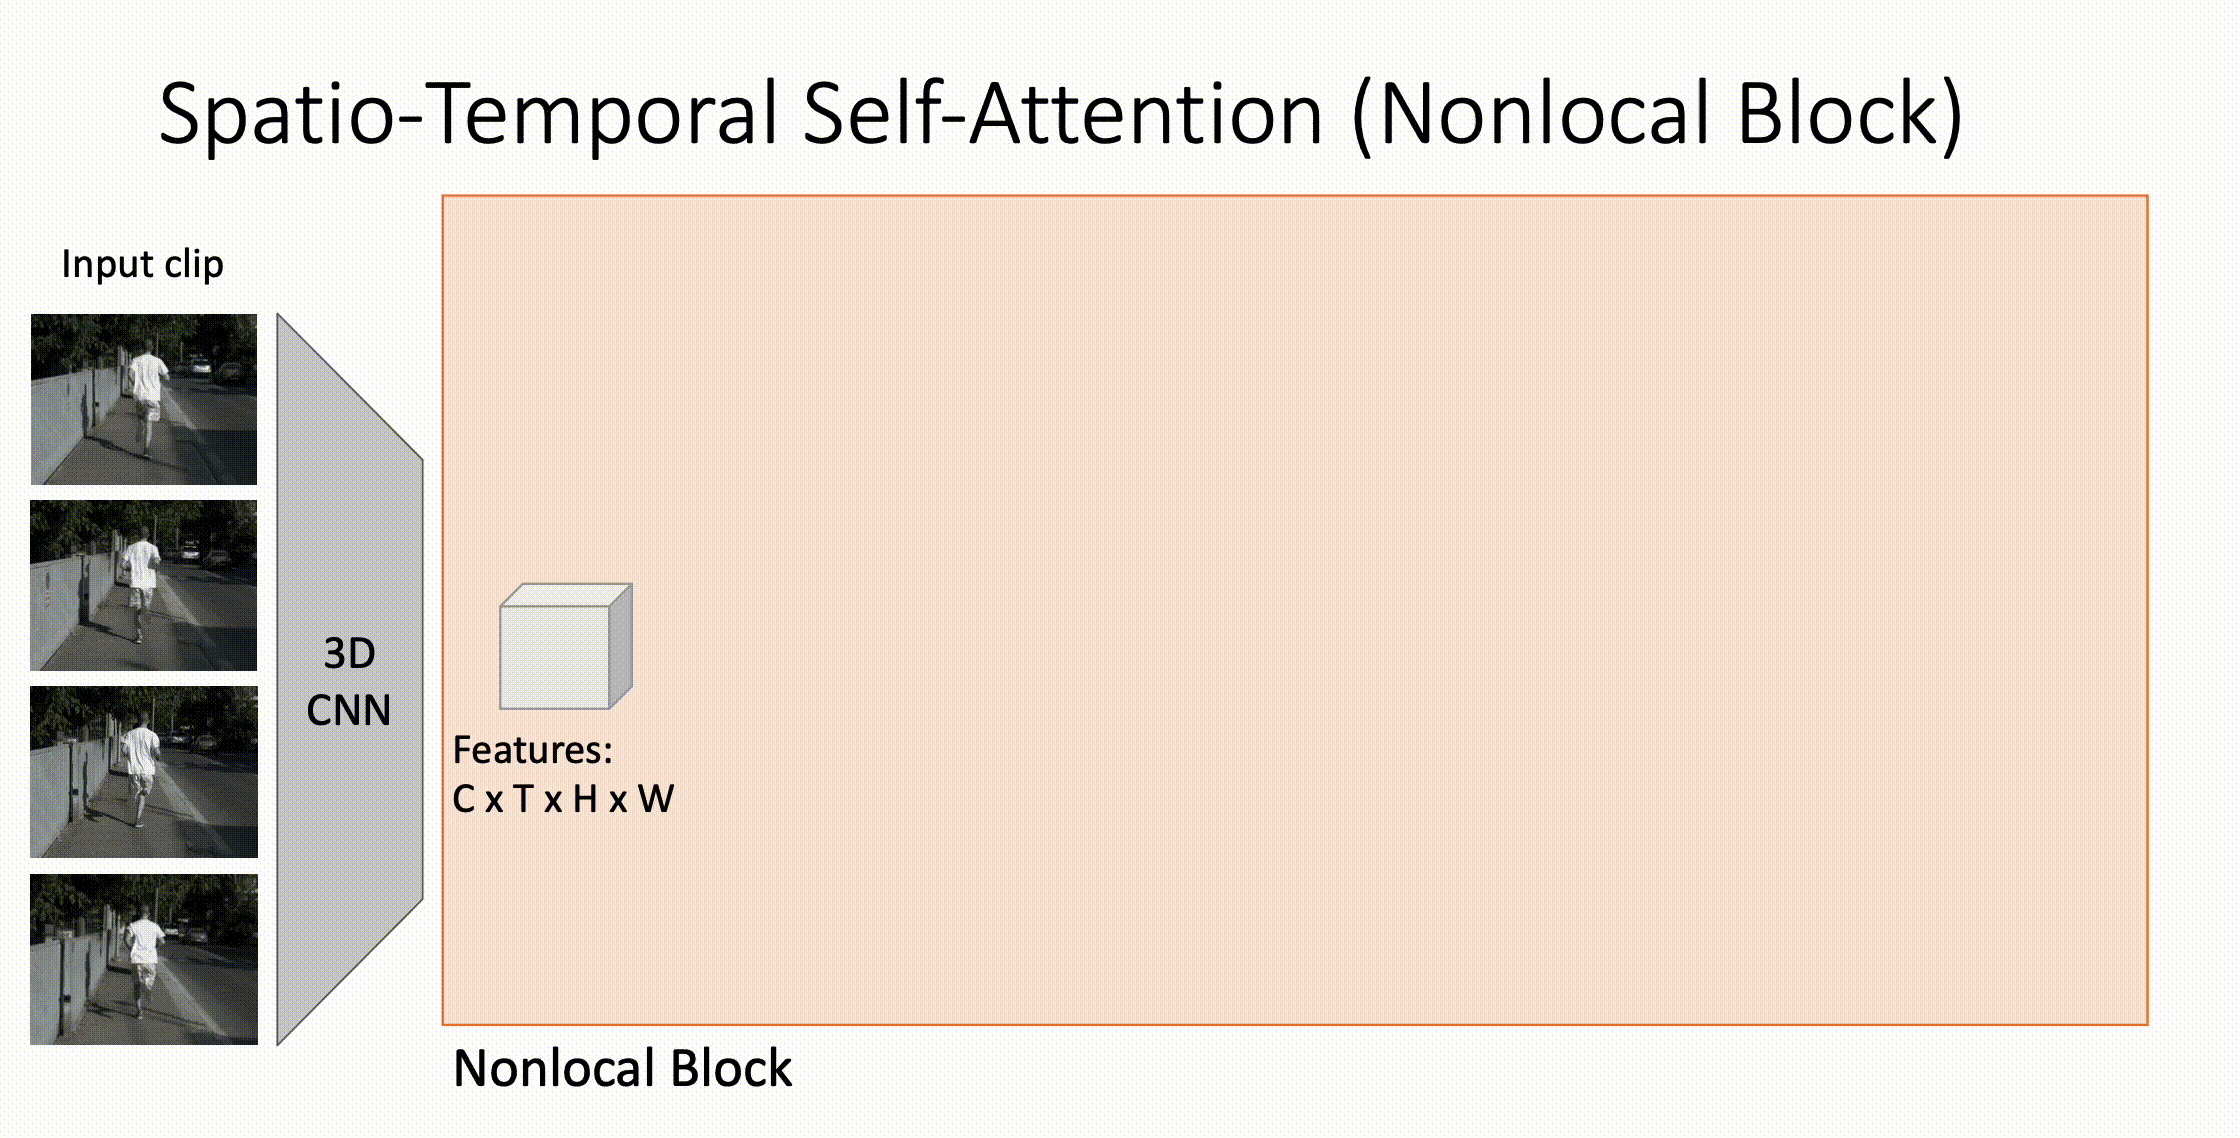 Spatio-Temporal Self-Attention (Nonlocal Block)
Input clip
3D
CNN
Features:
C x T x H x W
Nonlocal Block